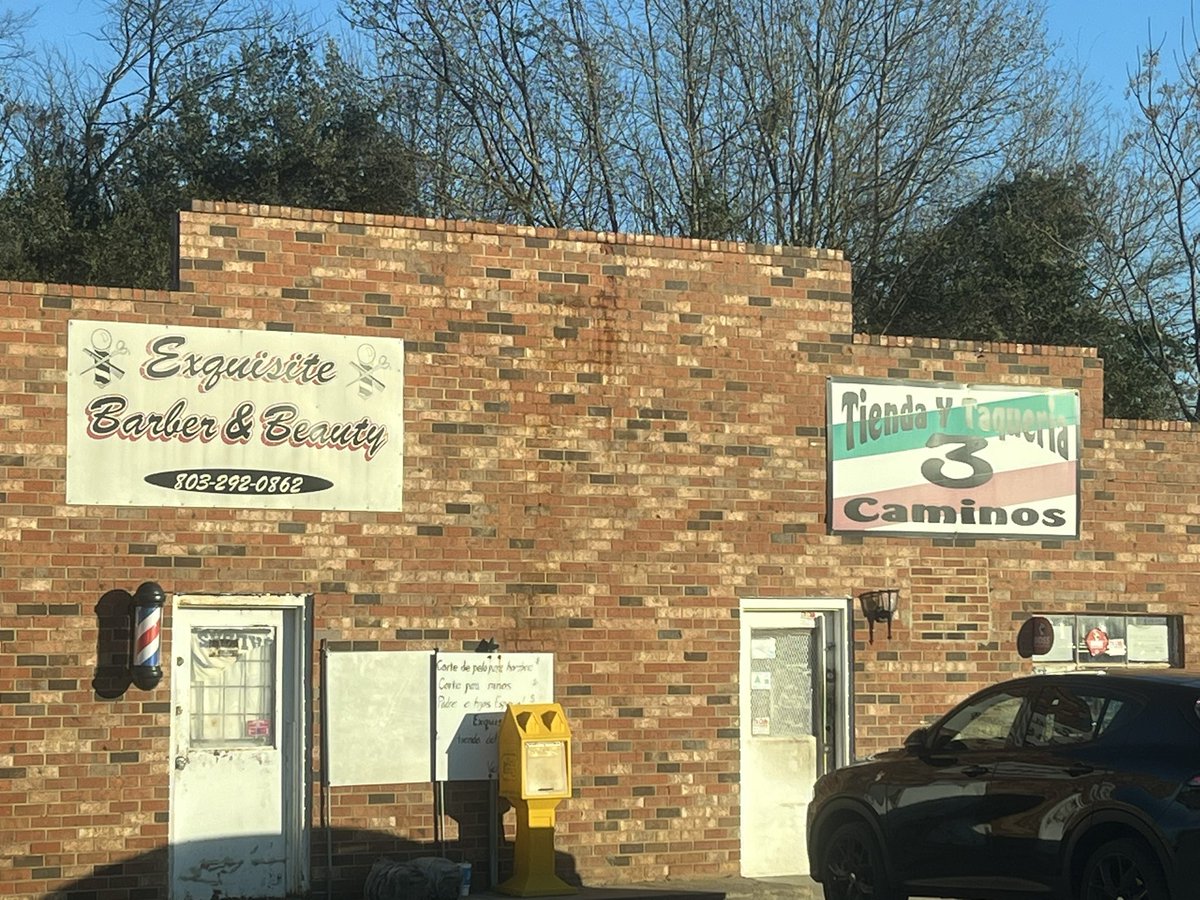 Exquisite
Barber & Beauty
803-292-0862
Tienda Y Taqueria
3
Caminos
Corte de pelo para hombre $
Corte para niños
Padre e hijos